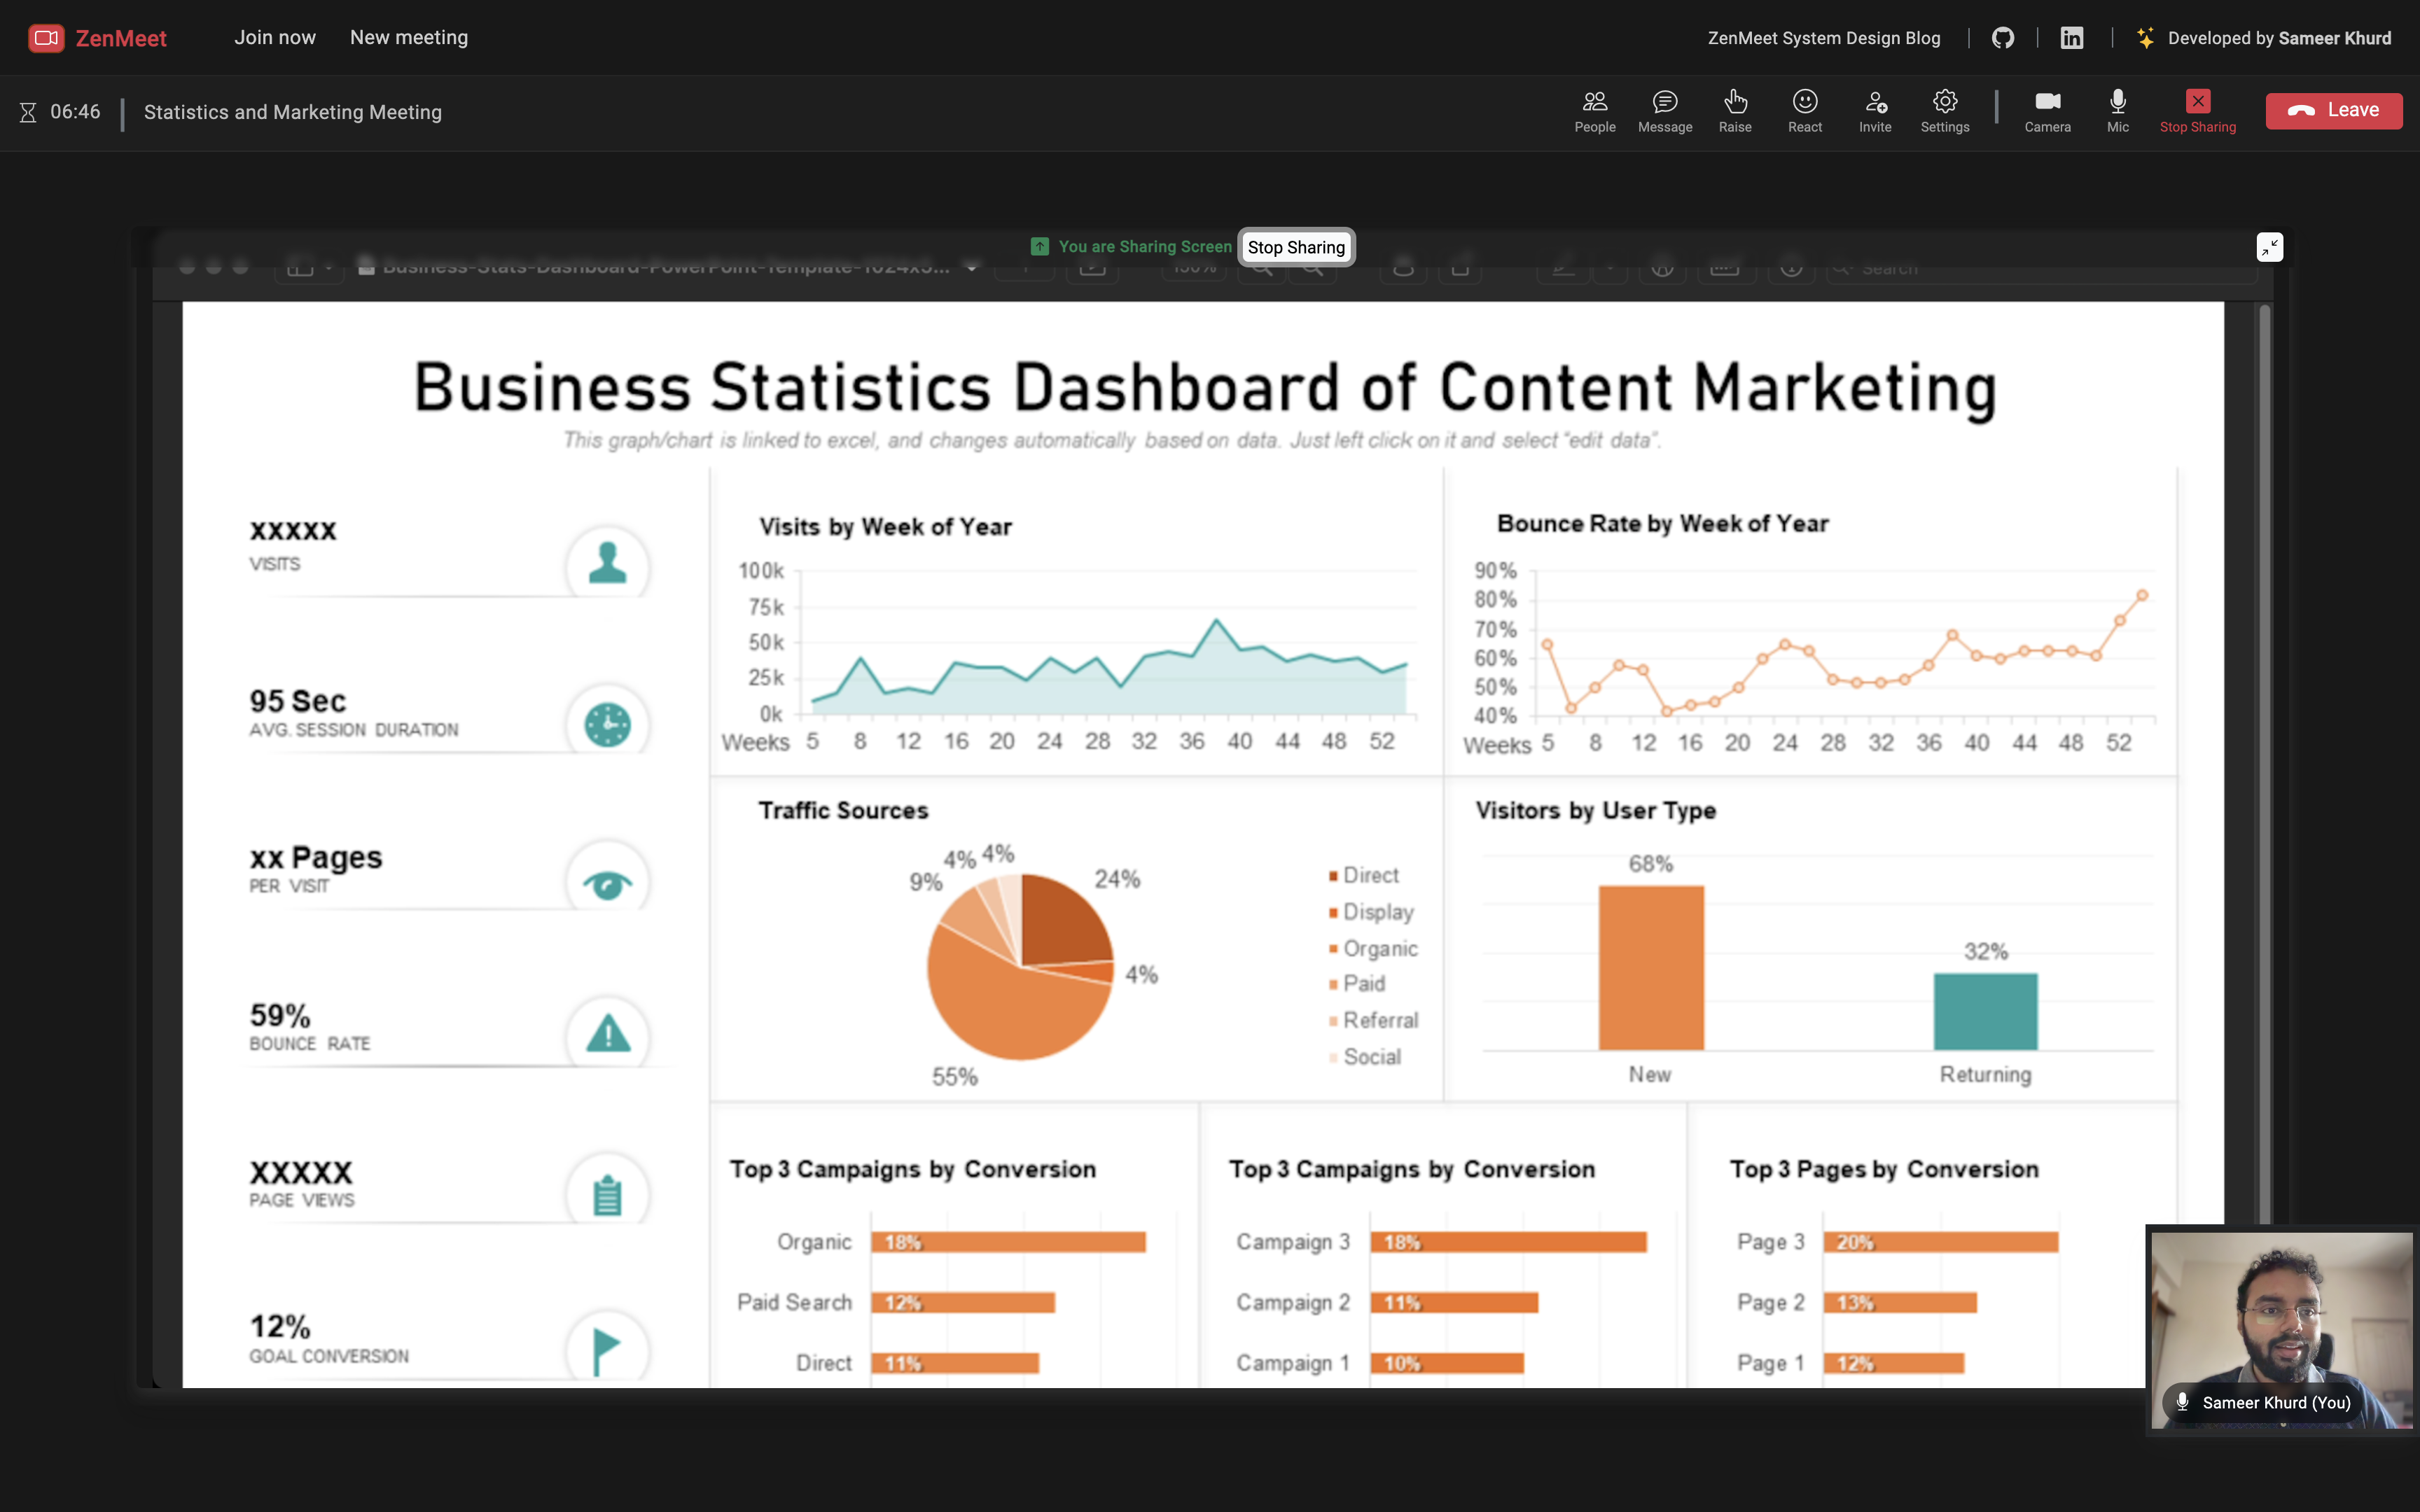 ZenMeet Join now New meeting ZenMeet System Design Blog Developed by Sameer Khurd
06:46 Statistics and Marketing Meeting People Message Raise React Invite Settings Camera Mic Stop Sharing Leave
You are Sharing Screen Stop Sharing
Search
Business Statistics Dashboard of Content Marketing
This graph/chart is linked to excel, and changes automatically based on data. Just left click on it and select "edit data".
xxxxx
VISITS
95 Sec
AVG. SESSION DURATION
xx Pages
PER VISIT
59%
BOUNCE RATE
XXXXX
PAGE VIEWS
12%
GOAL CONVERSION
Visits by Week of Year
100k
75k
50k
25k
0k
Weeks 5 8 12 16 20 24 28 32 36 40 44 48 52
Bounce Rate by Week of Year
90%
80%
70%
60%
50%
40%
Weeks 5 8 12 16 20 24 28 32 36 40 44 48 52
Traffic Sources
4% 4%
9% 24%
4%
55%
Direct
Display
Organic
Paid
Referral
Social
Visitors by User Type
68%
32%
New Returning
Top 3 Campaigns by Conversion
Organic 18%
Paid Search 12%
Direct 11%
Top 3 Campaigns by Conversion
Campaign 3 18%
Campaign 2 11%
Campaign 1 10%
Top 3 Pages by Conversion
Page 3 20%
Page 2 13%
Page 1 12%
Sameer Khurd (You)